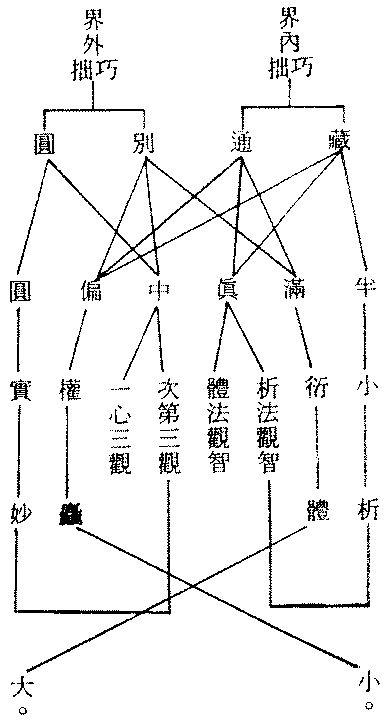 界內
拙巧
界外
拙巧
藏
通
別
圓
半
滿
眞
中
偏
圓
小
衍
析法觀智
體法觀智
次第三觀
一心三觀
權
實
析
體
妙
小。
大。